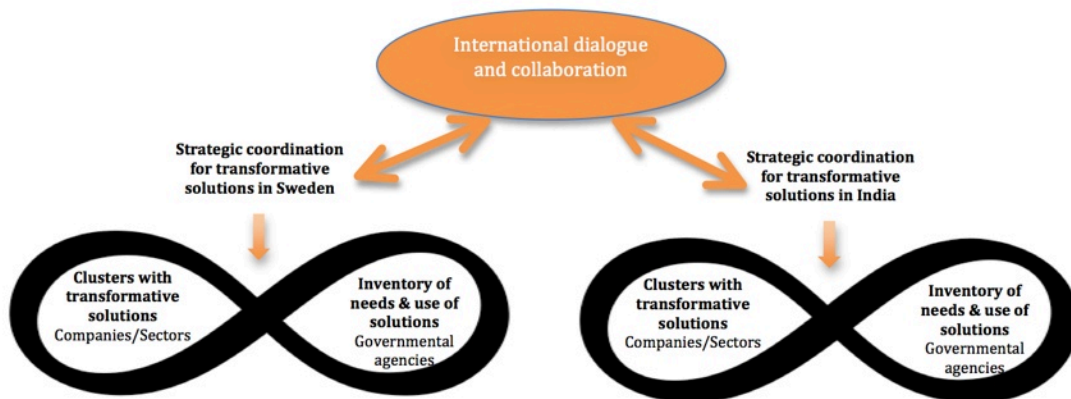 International dialogue
and collaboration
Strategic coordination
for transformative
solutions in Sweden
Strategic coordination
for transformative
solutions in India
Clusters with
transformative
solutions
Companies/Sectors
Inventory of
needs & use of
solutions
Governmental
agencies
Clusters with
transformative
solutions
Companies/Sectors
Inventory of
needs & use of
solutions
Governmental
agencies